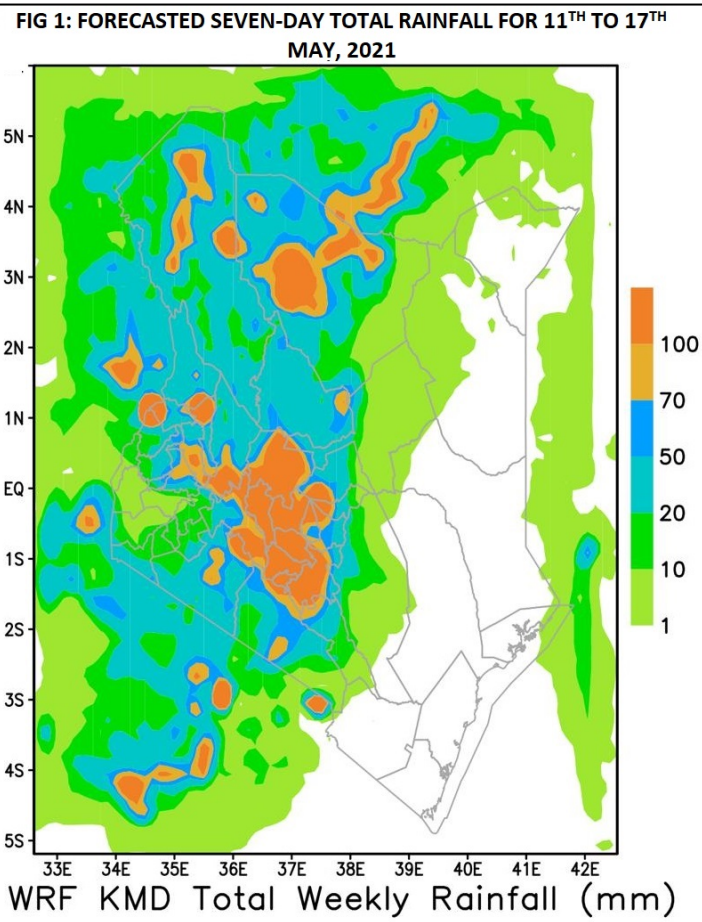 FIG 1: FORECASTED SEVEN-DAY TOTAL RAINFALL FOR 11TH TO 17TH
MAY, 2021
5N
4N
3N
2N
1N
EQ
1S
2S
3S
4S
5S
100
70
50
20
10
1
33E 34E 35E 36E 37E 38E 39E 40E 41E 42E
WRF KMD Total Weekly Rainfall (mm)